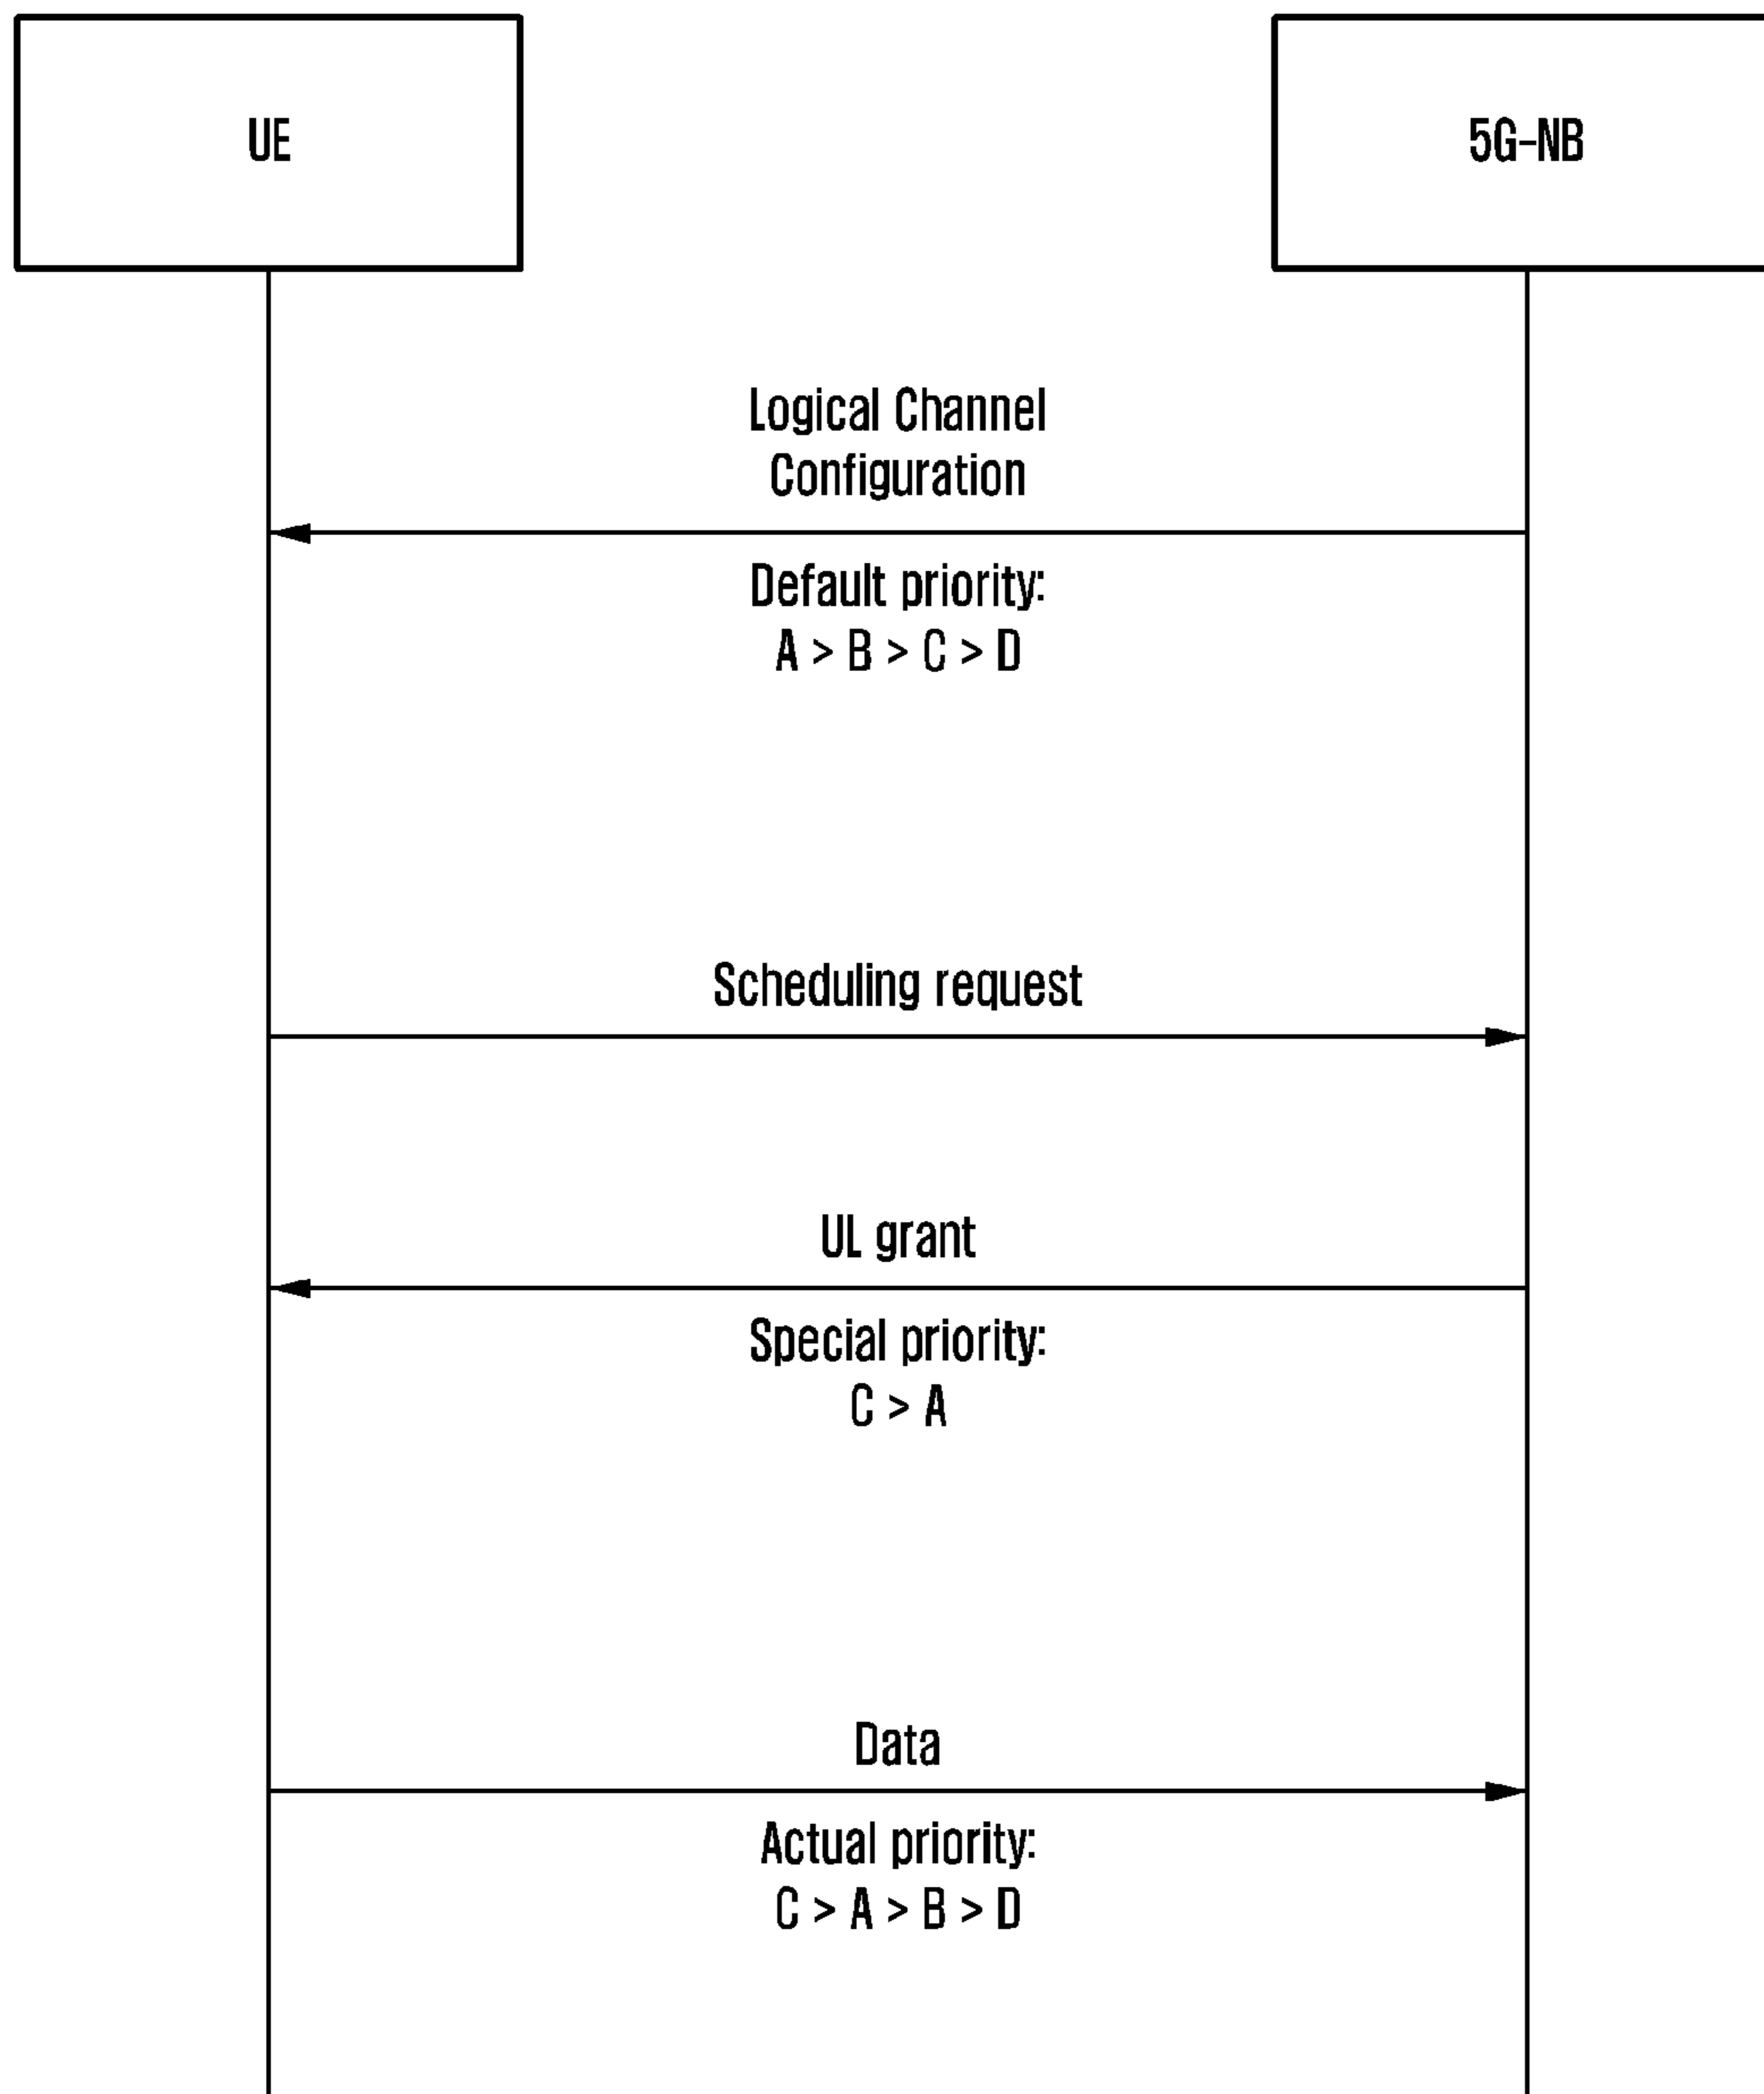 UE
5G-NB
Logical Channel
Configuration
Default priority:
A > B > C > D
Scheduling request
UL grant
Special priority:
C > A
Data
Actual priority:
C > A > B > D